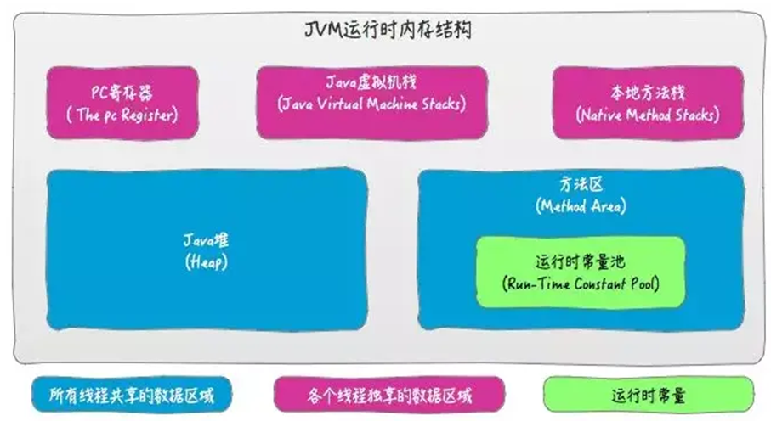 JVM运行时内存结构
PC寄存器
( The pc Register)
Java虚拟机栈
(Java Virtual Machine Stacks)
本地方法栈
(Native Method Stacks)
Java堆
(Heap)
方法区
(Method Area)
运行时常量池
(Run-Time Constant Pool)
所有线程共享的数据区域
各个线程独享的数据区域
运行时常量